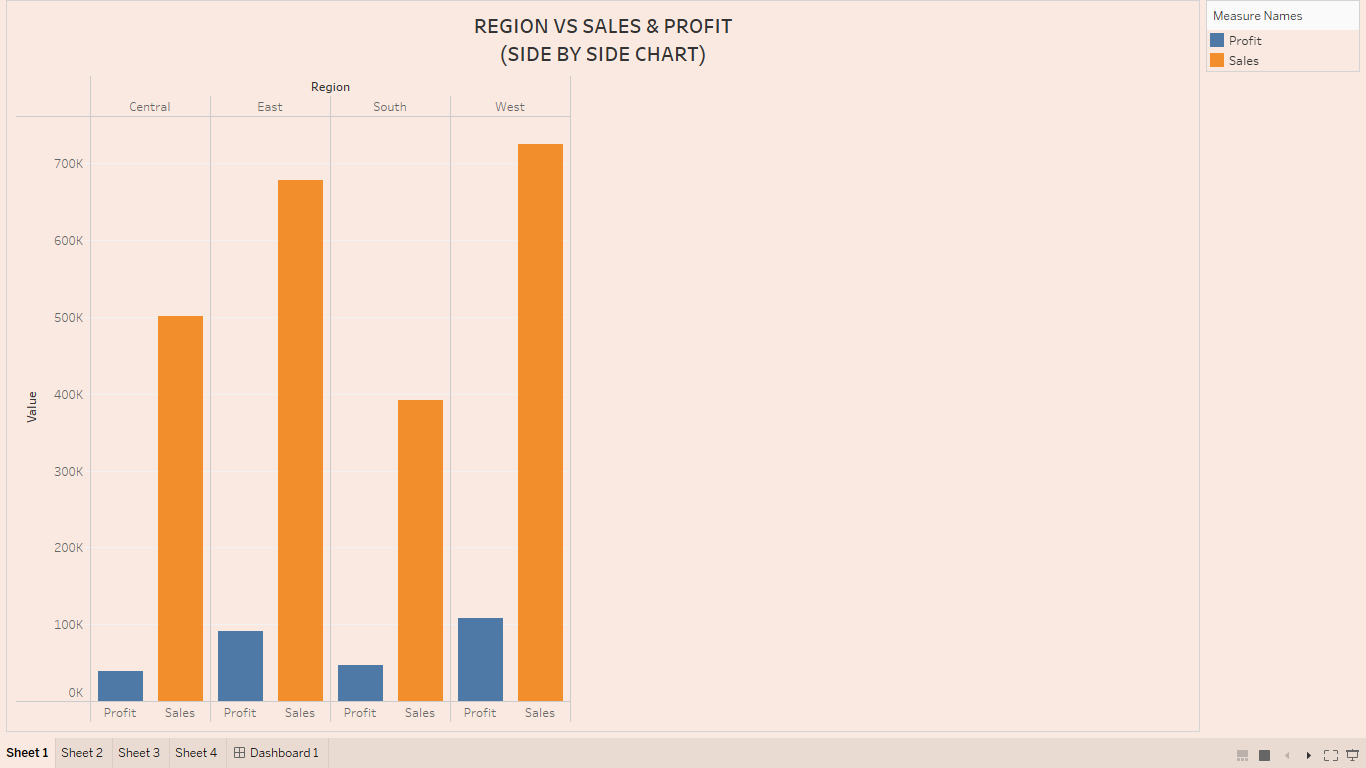 REGION VS SALES & PROFIT
(SIDE BY SIDE CHART)
Measure Names
Profit
Sales
Region
Central East South West
700K
600K
500K
400K
300K
200K
100K
0K
Value
Profit Sales Profit Sales Profit Sales Profit Sales
Sheet 1 Sheet 2 Sheet 3 Sheet 4 Dashboard 1